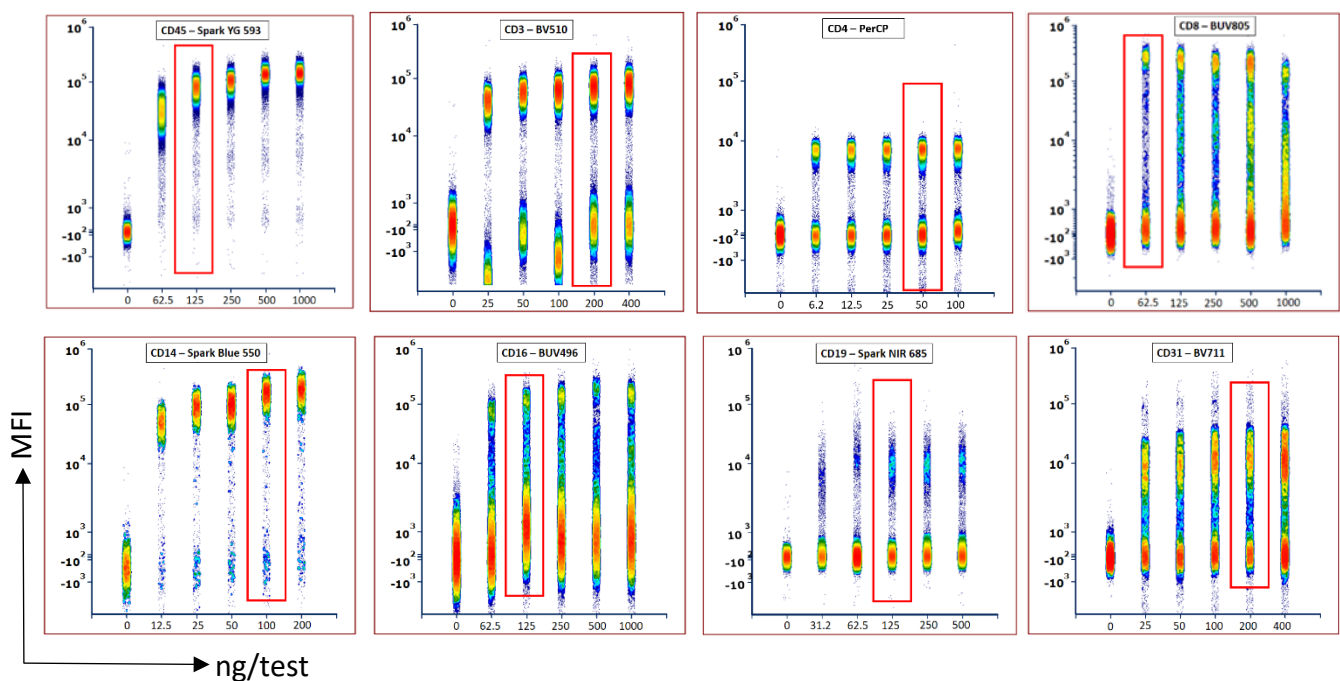 CD45 – Spark YG 593
10^6
10^5
10^4
10^3
-10^2
-10^3
0 62.5 125 250 500 1000
CD3 – BV510
10^6
10^5
10^4
10^3
-10^2
-10^3
0 25 50 100 200 400
CD4 – PerCP
10^6
10^5
10^4
10^3
-10^2
-10^3
0 6.2 12.5 25 50 100
CD8 – BUV805
10^6
10^5
10^4
10^3
-10^2
-10^3
0 62.5 125 250 500 1000
CD14 – Spark Blue 550
10^6
10^5
10^4
10^3
-10^2
-10^3
0 12.5 25 50 100 200
CD16 – BUV496
10^6
10^5
10^4
10^3
-10^2
-10^3
0 62.5 125 250 500 1000
CD19 – Spark NIR 685
10^6
10^5
10^4
10^3
-10^2
-10^3
0 31.2 62.5 125 250 500
CD31 – BV711
10^6
10^5
10^4
10^3
-10^2
-10^3
0 25 50 100 200 400
MFI
ng/test